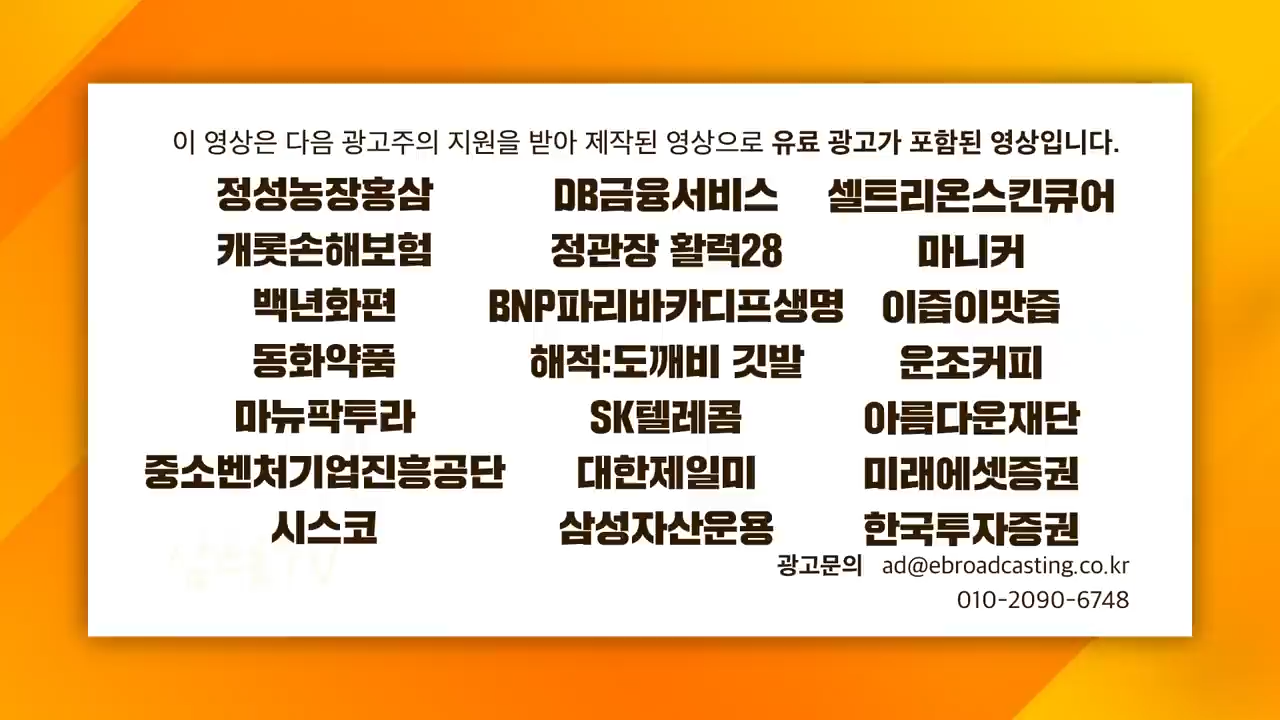 이 영상은 다음 광고주의 지원을 받아 제작된 영상으로 유료 광고가 포함된 영상입니다.
정성농장홍삼 DB금융서비스 셀트리온스킨큐어
캐롯손해보험 정관장 활력28 마니커
백년화편 BNP파리바카디프생명 이즙이맛즙
동화약품 해적:도깨비 깃발 운조커피
마뉴팍투라 SK텔레콤 아름다운재단
중소벤처기업진흥공단 대한제일미 미래에셋증권
시스코 삼성자산운용 한국투자증권
광고문의 ad@ebroadcasting.co.kr
010-2090-6748